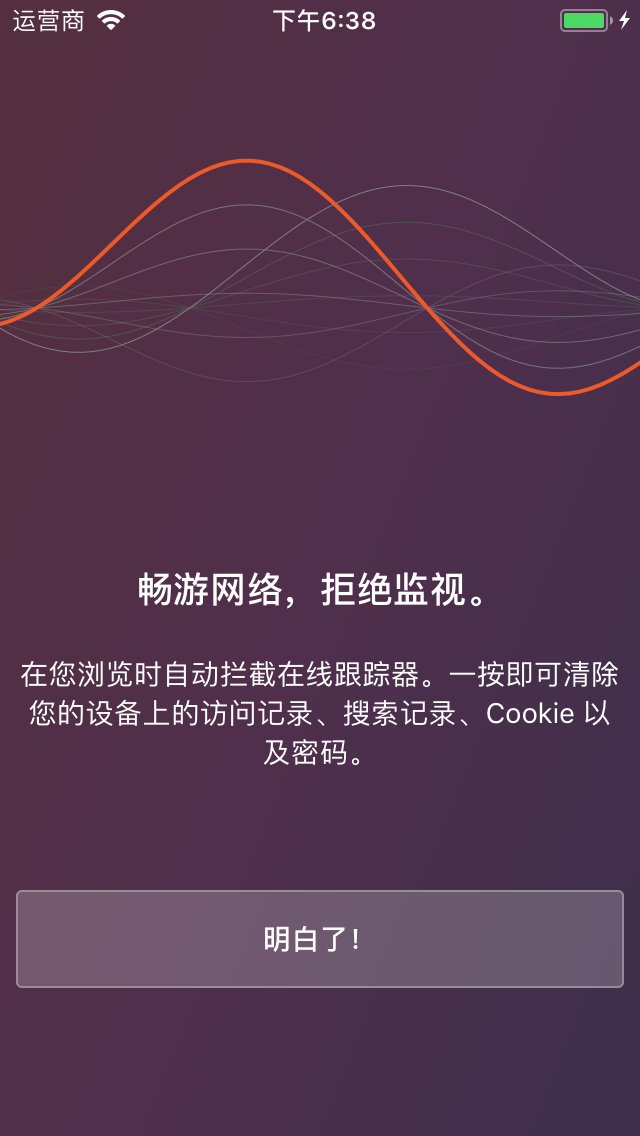 运营商 下午6:38
畅游网络，拒绝监视。
在您浏览时自动拦截在线跟踪器。一按即可清除
您的设备上的访问记录、搜索记录、Cookie 以
及密码。
明白了！